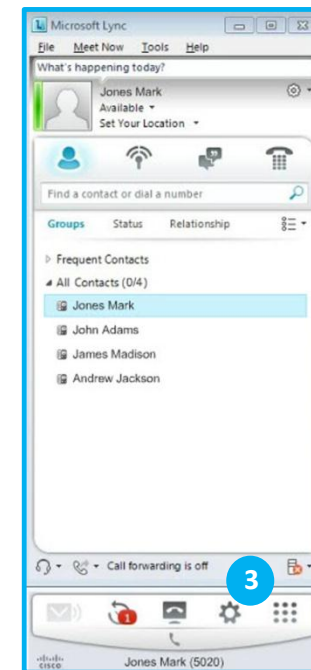 Microsoft Lync
File Meet Now Tools Help
What's happening today?
Jones Mark
Available
Set Your Location
Find a contact or dial a number
Groups Status Relationship
Frequent Contacts
All Contacts (0/4)
Jones Mark
John Adams
James Madison
Andrew Jackson
Call forwarding is off
3
1
cisco Jones Mark (5020)